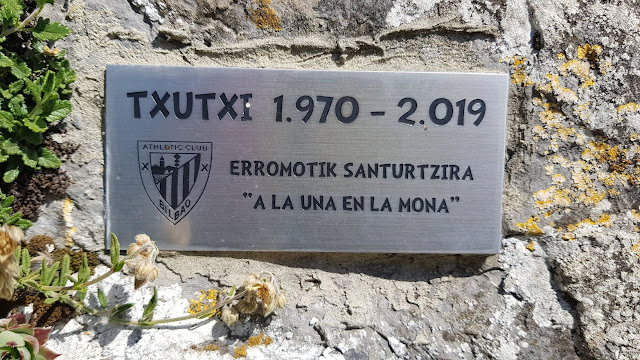 TXUTXI 1.970 - 2.019
ATHLETIC CLUB
BILBAO
ERROMOTIK SANTURTZIRA
"A LA UNA EN LA MONA"